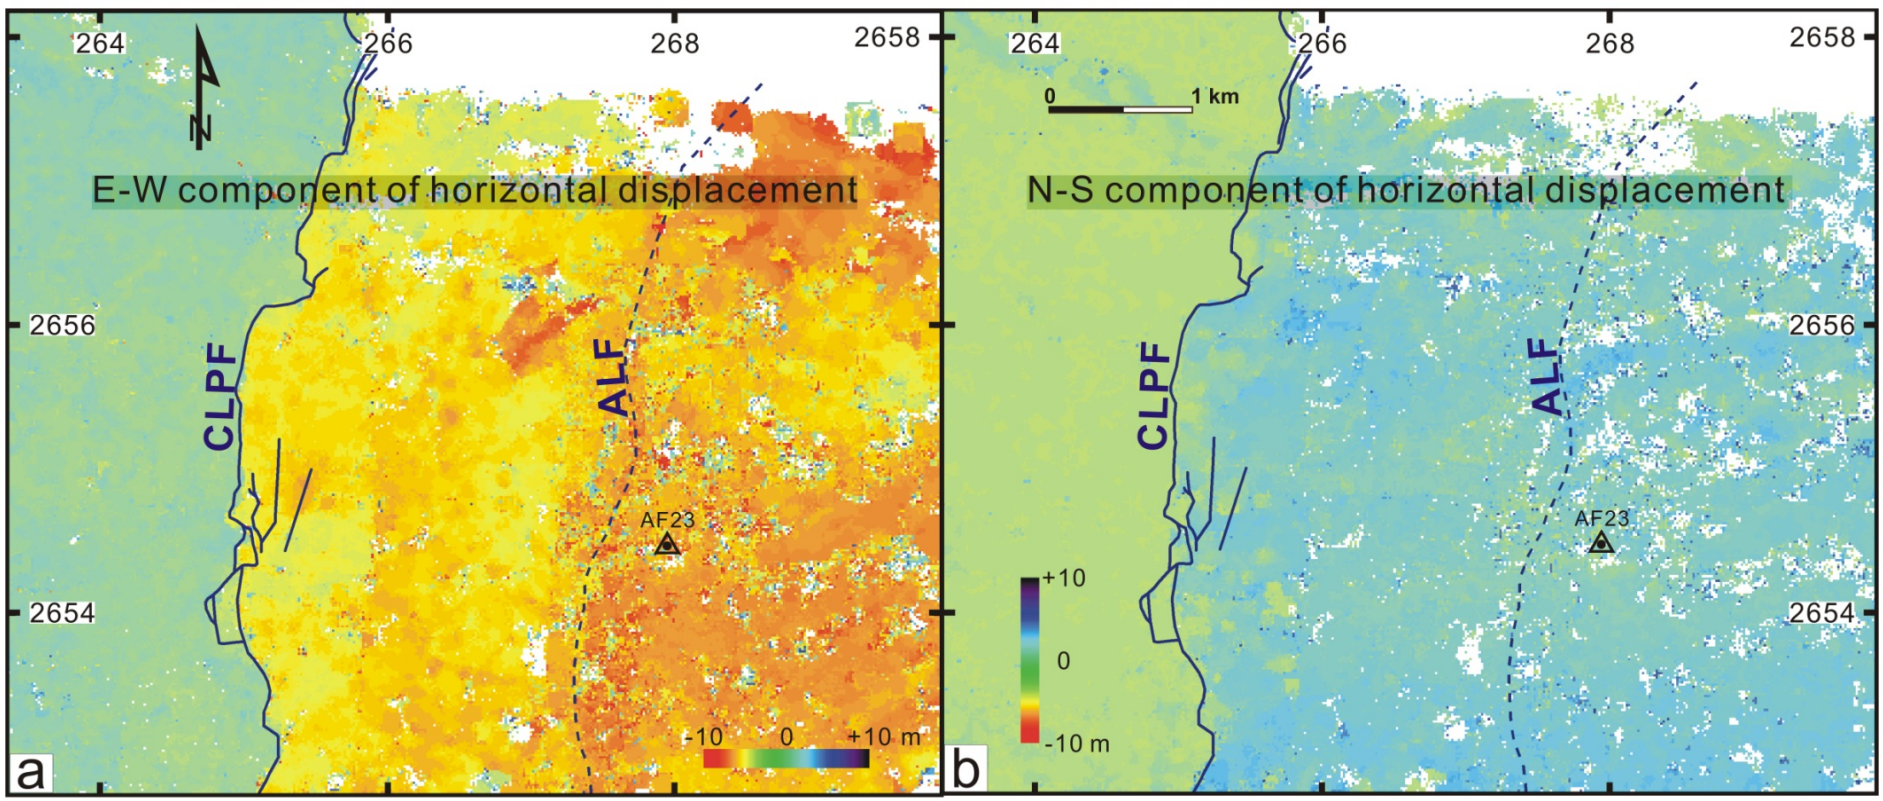 264
266
268
2658
N
E-W component of horizontal displacement
2656
CLPF
ALF
AF23
2654
-10
0
+10 m
a
264
266
268
2658
0
1 km
N-S component of horizontal displacement
2656
CLPF
ALF
AF23
+10
0
-10 m
2654
b